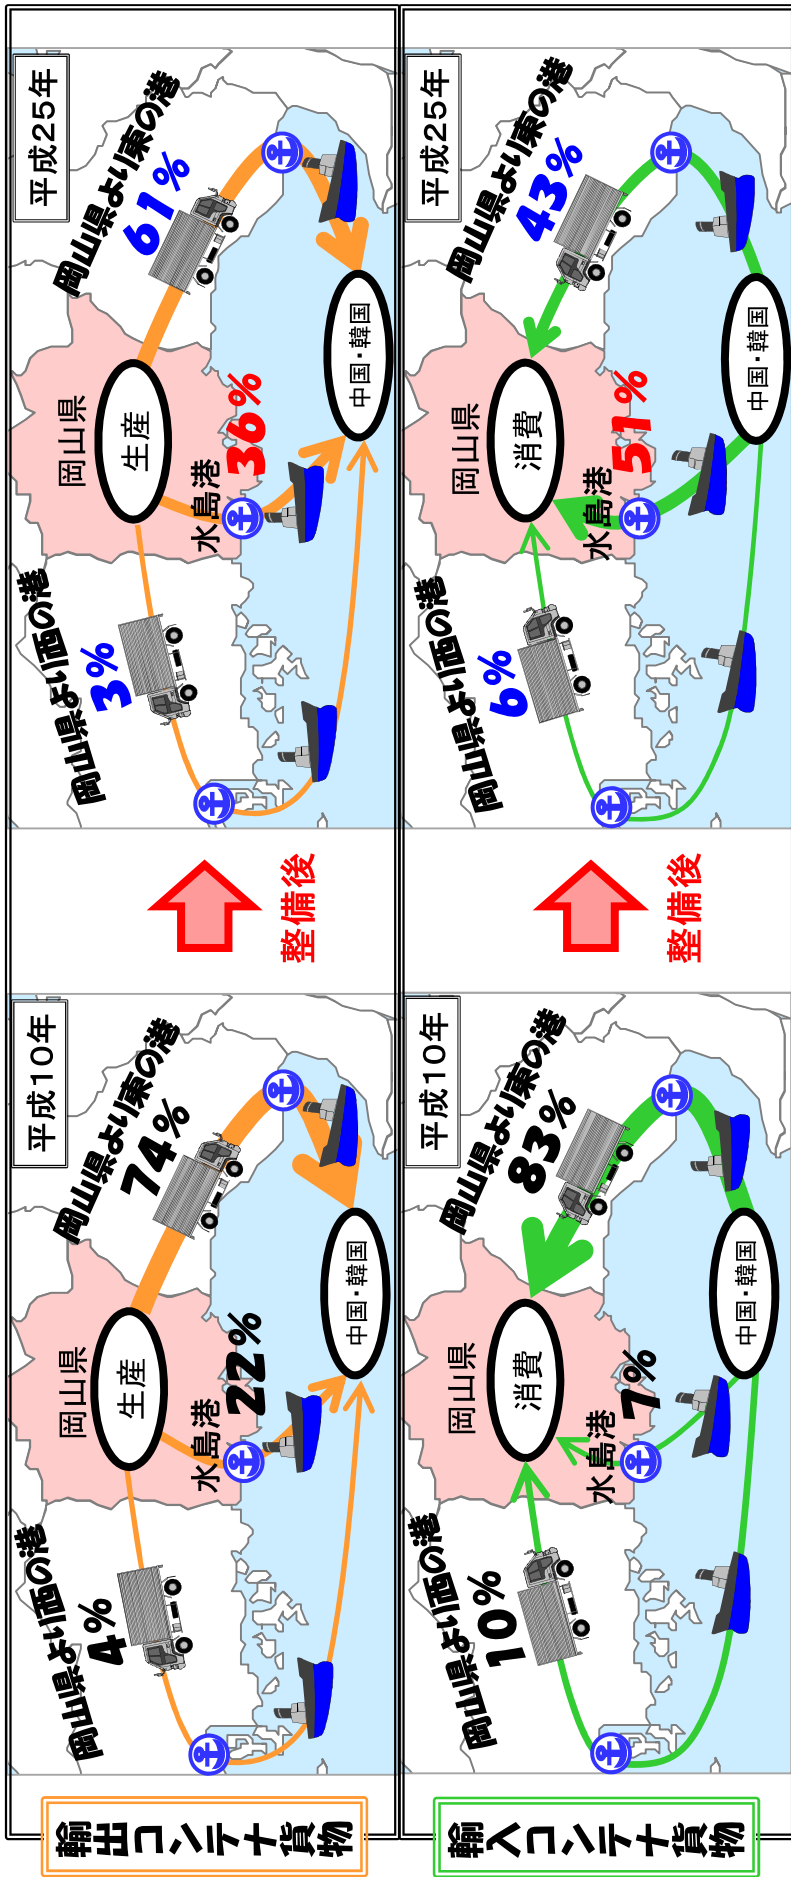 輸出コンテナ貨物
平成10年
岡山県より西の港
4%
岡山県
生産
水島港
22%
岡山県より東の港
74%
中国・韓国
整備後
平成25年
岡山県より西の港
3%
岡山県
生産
水島港
36%
岡山県より東の港
61%
中国・韓国
輸入コンテナ貨物
平成10年
岡山県より西の港
10%
岡山県
消費
水島港
7%
岡山県より東の港
83%
中国・韓国
整備後
平成25年
岡山県より西の港
6%
岡山県
消費
水島港
51%
岡山県より東の港
43%
中国・韓国